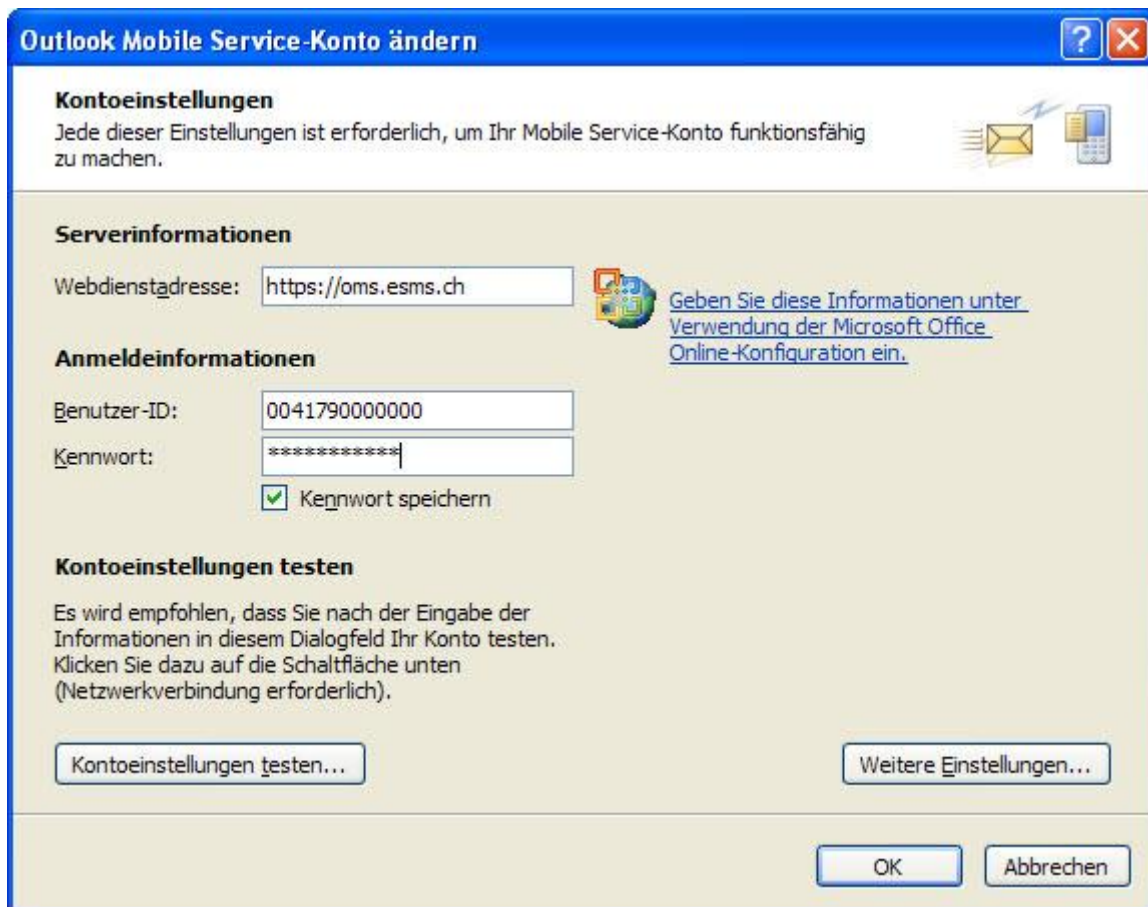 Outlook Mobile Service-Konto ändern
Kontoeinstellungen
Jede dieser Einstellungen ist erforderlich, um Ihr Mobile Service-Konto funktionsfähig
zu machen.
Serverinformationen
Webdienstadresse: https://oms.esms.ch
Geben Sie diese Informationen unter
Verwendung der Microsoft Office
Online-Konfiguration ein.
Anmeldeinformationen
Benutzer-ID: 0041790000000
Kennwort: ***********
Kennwort speichern
Kontoeinstellungen testen
Es wird empfohlen, dass Sie nach der Eingabe der
Informationen in diesem Dialogfeld Ihr Konto testen.
Klicken Sie dazu auf die Schaltfläche unten
(Netzwerkverbindung erforderlich).
Kontoeinstellungen testen... Weitere Einstellungen...
OK Abbrechen